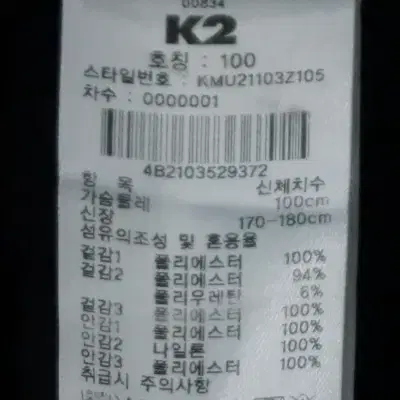 00834
K2
호칭 : 100
스타일번호 : KMU21103Z105
차수 : 0000001
4B2103529372
항 목 신체치수
가슴둘레 100cm
신장 170-180cm
섬유의조성 및 혼용율
겉감1 폴리에스터 100%
겉감2 폴리에스터 94%
폴리우레탄 6%
겉감3 폴리에스터 100%
안감1 폴리에스터 100%
안감2 나일론 100%
안감3 폴리에스터 100%
취급시 주의사항